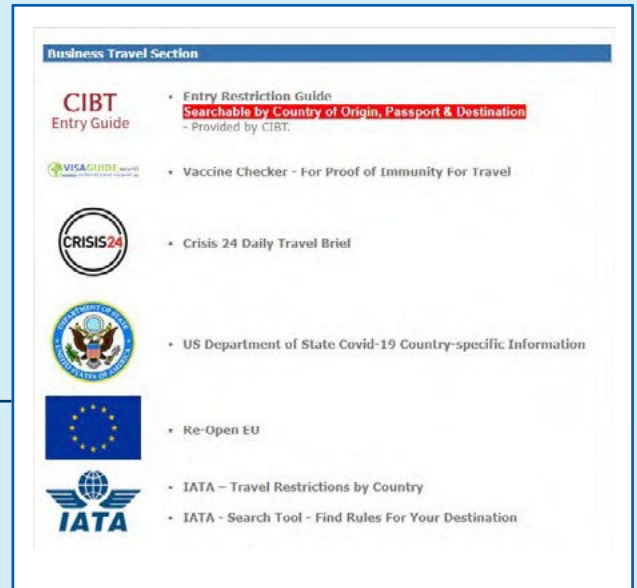 Business Travel Section
CIBT
Entry Guide
• Entry Restriction Guide
Searchable by Country of Origin, Passport & Destination
- Provided by CIBT.
VISAGUIDE.WORLD
• Vaccine Checker - For Proof of Immunity For Travel
CRISIS24
• Crisis 24 Daily Travel Brief
DEPARTMENT OF STATE
UNITED STATES OF AMERICA
• US Department of State Covid-19 Country-specific Information
• Re-Open EU
IATA
• IATA – Travel Restrictions by Country
• IATA - Search Tool - Find Rules For Your Destination